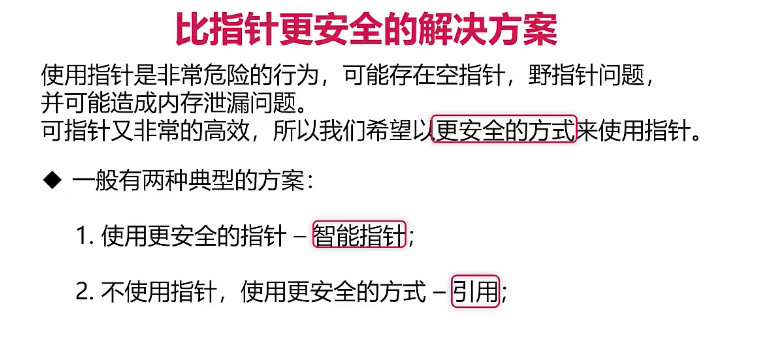 比指针更安全的解决方案
使用指针是非常危险的行为，可能存在空指针，野指针问题，
并可能造成内存泄漏问题。
可指针又非常的高效，所以我们希望以更安全的方式来使用指针。
◆ 一般有两种典型的方案：
1. 使用更安全的指针 – 智能指针;
2. 不使用指针，使用更安全的方式 – 引用;